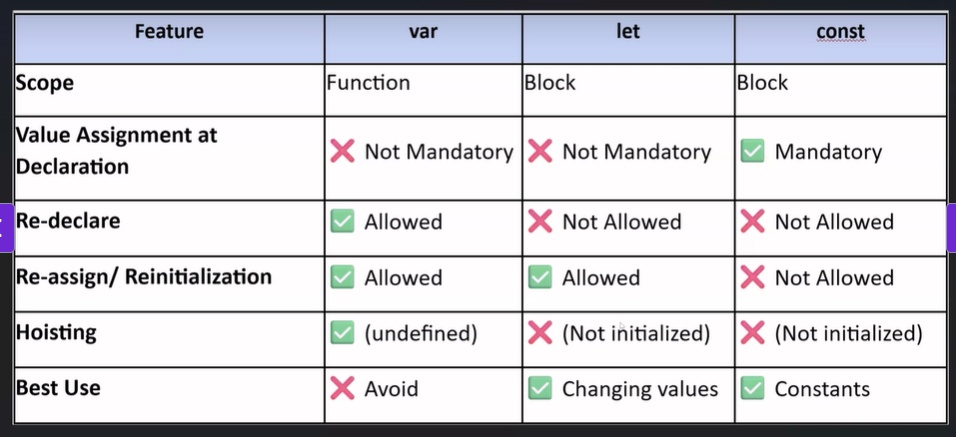 Feature var let const
Scope Function Block Block
Value Assignment at
Declaration ❌ Not Mandatory ❌ Not Mandatory ✅ Mandatory
Re-declare ✅ Allowed ❌ Not Allowed ❌ Not Allowed
Re-assign/ Reinitialization ✅ Allowed ✅ Allowed ❌ Not Allowed
Hoisting ✅ (undefined) ❌ (Not initialized) ❌ (Not initialized)
Best Use ❌ Avoid ✅ Changing values ✅ Constants